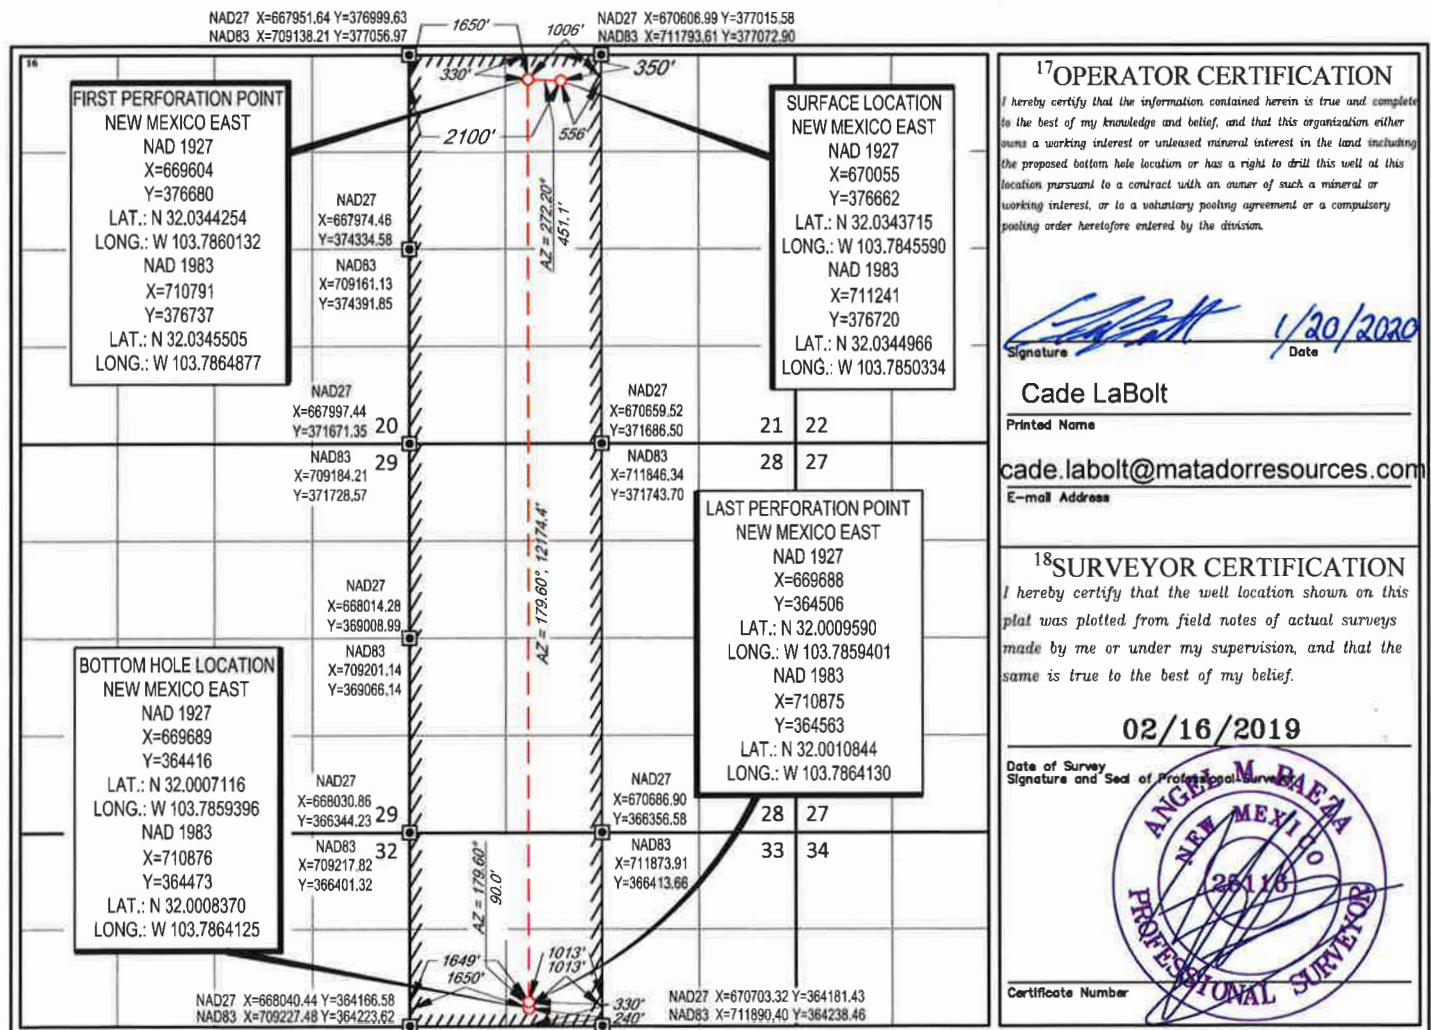 NAD27 X=667951.64 Y=376999.63
NAD83 X=709138.21 Y=377056.97
1650'
1006'
NAD27 X=670606.99 Y=377015.58
NAD83 X=711793.61 Y=377072.90
16
330'
350'
2100'
556'
FIRST PERFORATION POINT
NEW MEXICO EAST
NAD 1927
X=669604
Y=376680
LAT.: N 32.0344254
LONG.: W 103.7860132
NAD 1983
X=710791
Y=376737
LAT.: N 32.0345505
LONG.: W 103.7864877
SURFACE LOCATION
NEW MEXICO EAST
NAD 1927
X=670055
Y=376662
LAT.: N 32.0343715
LONG.: W 103.7845590
NAD 1983
X=711241
Y=376720
LAT.: N 32.0344966
LONG.: W 103.7850334
AZ = 272.20°
451.1'
NAD27
X=667974.46
Y=374334.58
NAD83
X=709161.13
Y=374391.85
NAD27
X=667997.44
Y=371671.35
20
NAD83
X=709184.21
Y=371728.57
29
NAD27
X=670659.52
Y=371686.50
NAD83
X=711846.34
Y=371743.70
21 22
28 27
AZ = 179.60°, 12174.4'
LAST PERFORATION POINT
NEW MEXICO EAST
NAD 1927
X=669688
Y=364506
LAT.: N 32.0009590
LONG.: W 103.7859401
NAD 1983
X=710875
Y=364563
LAT.: N 32.0010844
LONG.: W 103.7864130
NAD27
X=668014.28
Y=369008.99
NAD83
X=709201.14
Y=369066.14
BOTTOM HOLE LOCATION
NEW MEXICO EAST
NAD 1927
X=669689
Y=364416
LAT.: N 32.0007116
LONG.: W 103.7859396
NAD 1983
X=710876
Y=364473
LAT.: N 32.0008370
LONG.: W 103.7864125
NAD27
X=668030.86
Y=366344.23
29
NAD83
X=709217.82
Y=366401.32
32
NAD27
X=670686.90
Y=366356.58
NAD83
X=711873.91
Y=366413.66
28 27
33 34
AZ = 179.60°
90.0'
1649'
1650'
1013'
1013'
330'
240'
NAD27 X=668040.44 Y=364166.58
NAD83 X=709227.48 Y=364223.62
NAD27 X=670703.32 Y=364181.43
NAD83 X=711890.40 Y=364238.46
17 OPERATOR CERTIFICATION
I hereby certify that the information contained herein is true and complete
to the best of my knowledge and belief, and that this organization either
owns a working interest or unleased mineral interest in the land including
the proposed bottom hole location or has a right to drill this well at this
location pursuant to a contract with an owner of such a mineral or
working interest, or to a voluntary pooling agreement or a compulsory
pooling order heretofore entered by the division.
1/20/2020
Signature
Date
Cade LaBolt
Printed Name
cade.labolt@matadorresources.com
E-mail Address
18 SURVEYOR CERTIFICATION
I hereby certify that the well location shown on this
plat was plotted from field notes of actual surveys
made by me or under my supervision, and that the
same is true to the best of my belief.
02/16/2019
Date of Survey
Signature and Seal of Professional Surveyor
ANGEL M. BAEZA
NEW MEXICO
PROFESSIONAL SURVEYOR
Certificate Number